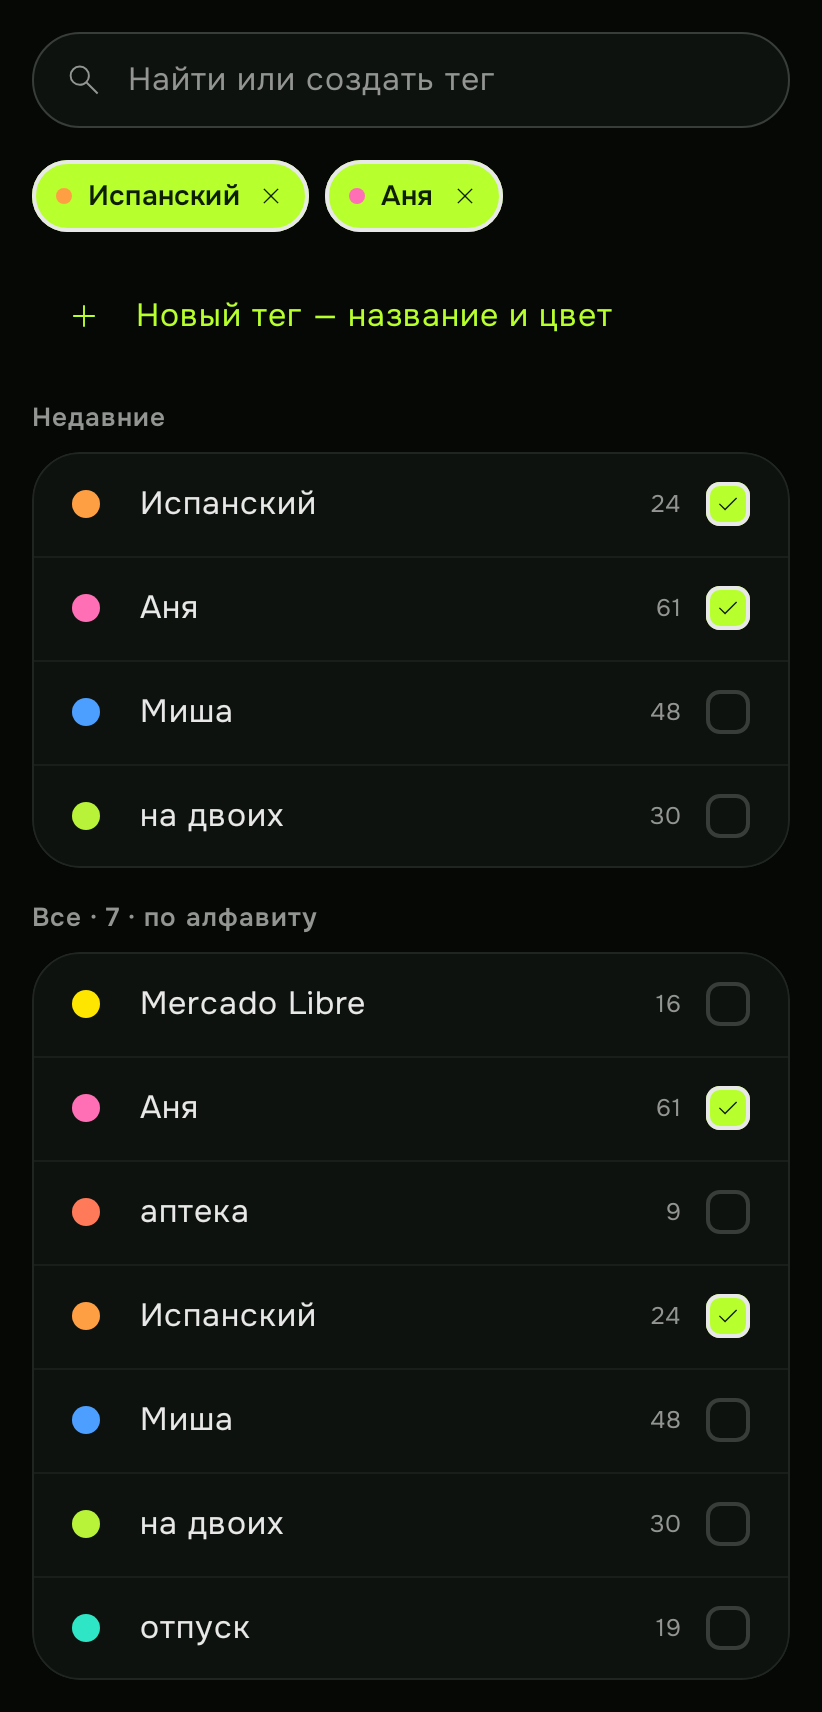 Найти или создать тег
Испанский
Аня
Новый тег — название и цвет
Недавние
Испанский 24
Аня 61
Миша 48
на двоих 30
Все · 7 · по алфавиту
Mercado Libre 16
Аня 61
аптека 9
Испанский 24
Миша 48
на двоих 30
отпуск 19